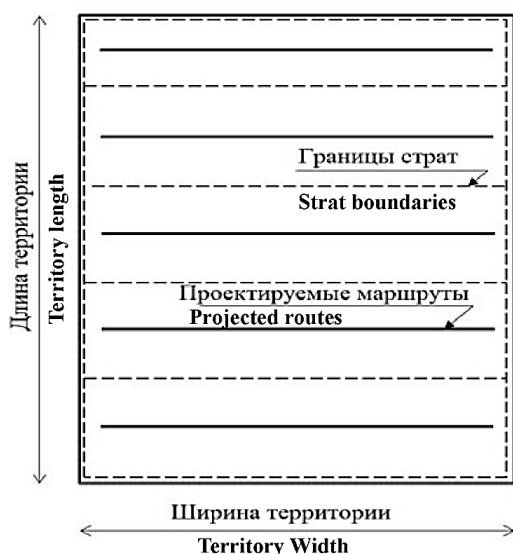 Длина территории
Territory length
Границы страт
Strat boundaries
Проектируемые маршруты
Projected routes
Ширина территории
Territory Width